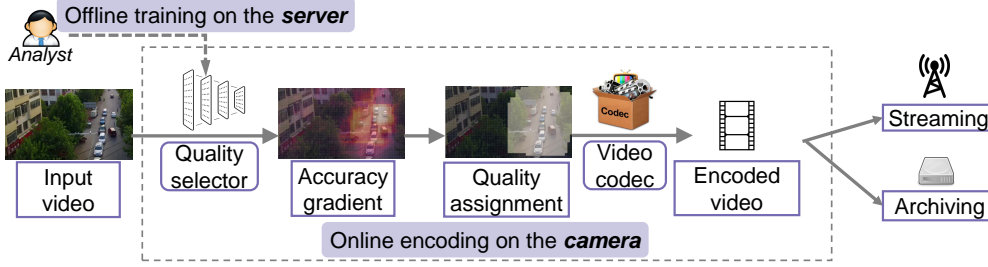 Offline training on the server
Analyst
Codec
Streaming
Input
video
Quality
selector
Accuracy
gradient
Quality
assignment
Video
codec
Encoded
video
Archiving
Online encoding on the camera